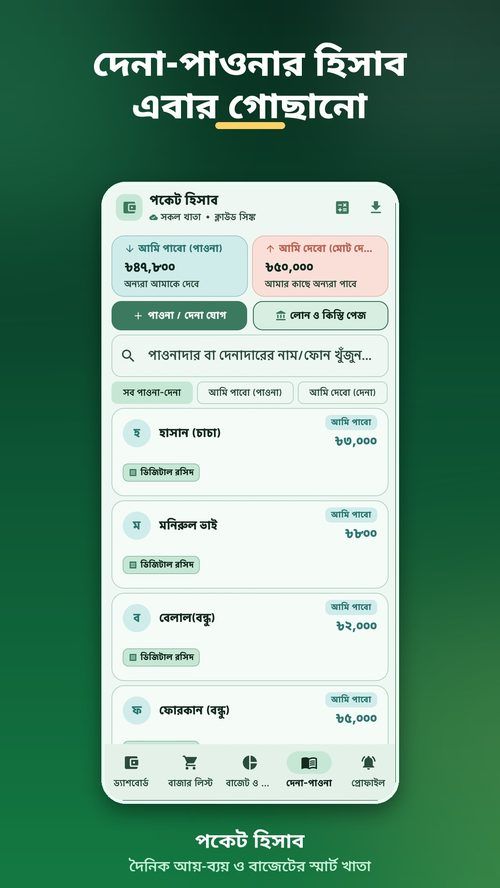 দেনা-পাওনার হিসাব
এবার গোছানো
পকেট হিসাব
সকল খাতা • ক্লাউড সিঙ্ক
আমি পাবো (পাওনা)
৳৪৭,৮০০
অন্যরা আমাকে দেবে
আমি দেবো (মোট দে...
৳৫০,০০০
আমার কাছে অন্যরা পাবে
+ পাওনা / দেনা যোগ
লোন ও কিস্তি পেজ
পাওনাদার বা দেনাদারের নাম/ফোন খুঁজুন...
সব পাওনা-দেনা
আমি পাবো (পাওনা)
আমি দেবো (দেনা)
হ
হাসান (চাচা)
আমি পাবো
৳৩,০০০
ডিজিটাল রসিদ
ম
মনিরুল ভাই
আমি পাবো
৳৮০০
ডিজিটাল রসিদ
ব
বেলাল(বন্ধু)
আমি পাবো
৳২,০০০
ডিজিটাল রসিদ
ফ
ফোরকান (বন্ধু)
আমি পাবো
৳৫,০০০
ড্যাশবোর্ড
বাজার লিস্ট
বাজেট ও ...
দেনা-পাওনা
প্রোফাইল
পকেট হিসাব
দৈনিক আয়-ব্যয় ও বাজেটের স্মার্ট খাতা